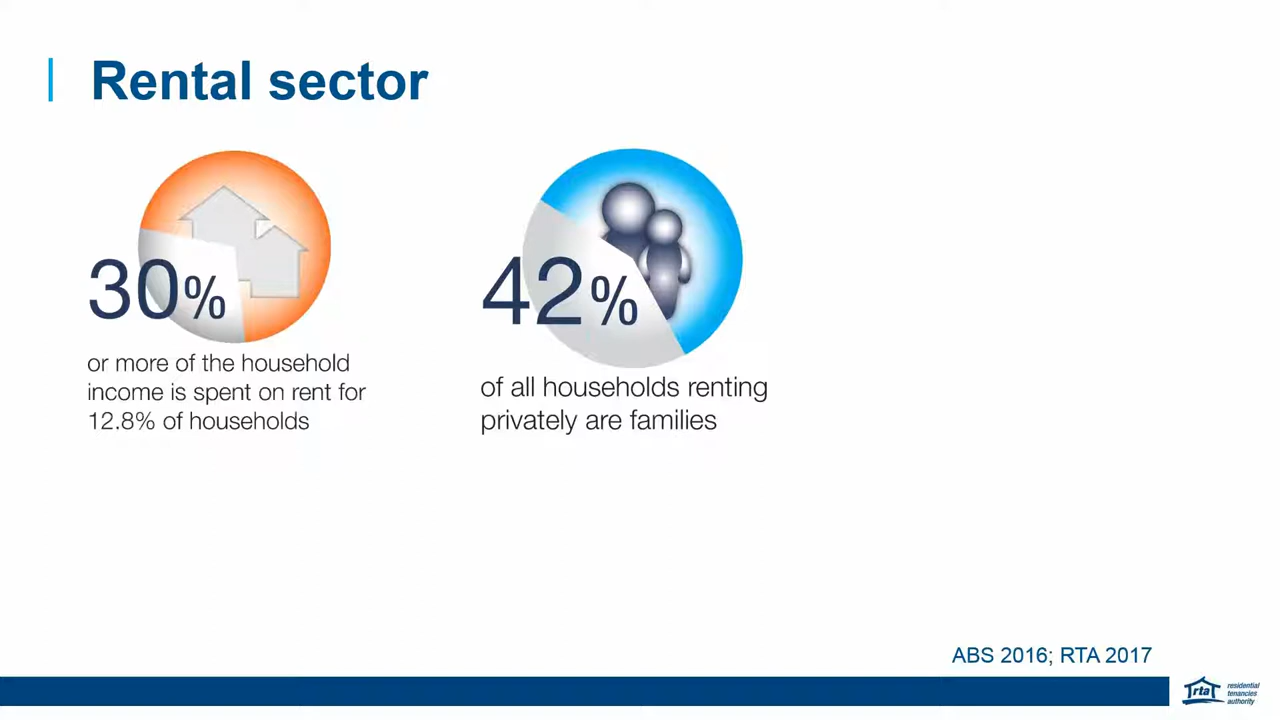 Rental sector
30%
or more of the household
income is spent on rent for
12.8% of households
42%
of all households renting
privately are families
ABS 2016; RTA 2017
rta
residential
tenancies
authority